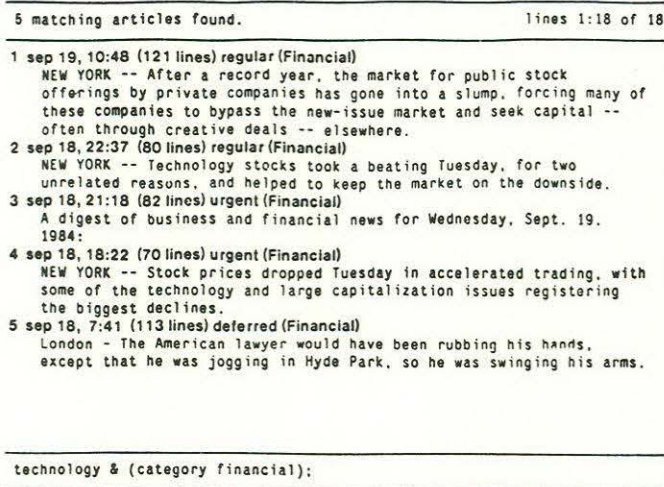 5 matching articles found. lines 1:18 of 18
1 sep 19, 10:48 (121 lines) regular (Financial)
NEW YORK -- After a record year, the market for public stock
offerings by private companies has gone into a slump, forcing many of
these companies to bypass the new-issue market and seek capital --
often through creative deals -- elsewhere.
2 sep 18, 22:37 (80 lines) regular (Financial)
NEW YORK -- Technology stocks took a beating Tuesday, for two
unrelated reasons, and helped to keep the market on the downside.
3 sep 18, 21:18 (82 lines) urgent (Financial)
A digest of business and financial news for Wednesday, Sept. 19,
1984:
4 sep 18, 18:22 (70 lines) urgent (Financial)
NEW YORK -- Stock prices dropped Tuesday in accelerated trading, with
some of the technology and large capitalization issues registering
the biggest declines.
5 sep 18, 7:41 (113 lines) deferred (Financial)
London - The American lawyer would have been rubbing his hands,
except that he was jogging in Hyde Park, so he was swinging his arms.
technology & (category financial);